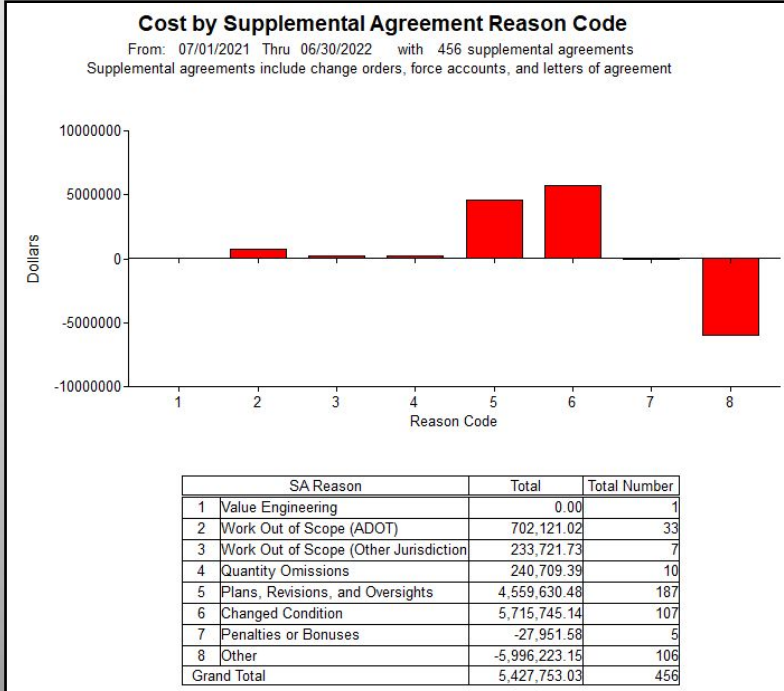 Cost by Supplemental Agreement Reason Code
From: 07/01/2021 Thru 06/30/2022 with 456 supplemental agreements
Supplemental agreements include change orders, force accounts, and letters of agreement
10000000
5000000
0
-5000000
-10000000
Dollars
1 2 3 4 5 6 7 8
Reason Code
SA Reason Total Total Number
1 Value Engineering 0.00 1
2 Work Out of Scope (ADOT) 702,121.02 33
3 Work Out of Scope (Other Jurisdiction 233,721.73 7
4 Quantity Omissions 240,709.39 10
5 Plans, Revisions, and Oversights 4,559,630.48 187
6 Changed Condition 5,715,745.14 107
7 Penalties or Bonuses -27,951.58 5
8 Other -5,996,223.15 106
Grand Total 5,427,753.03 456